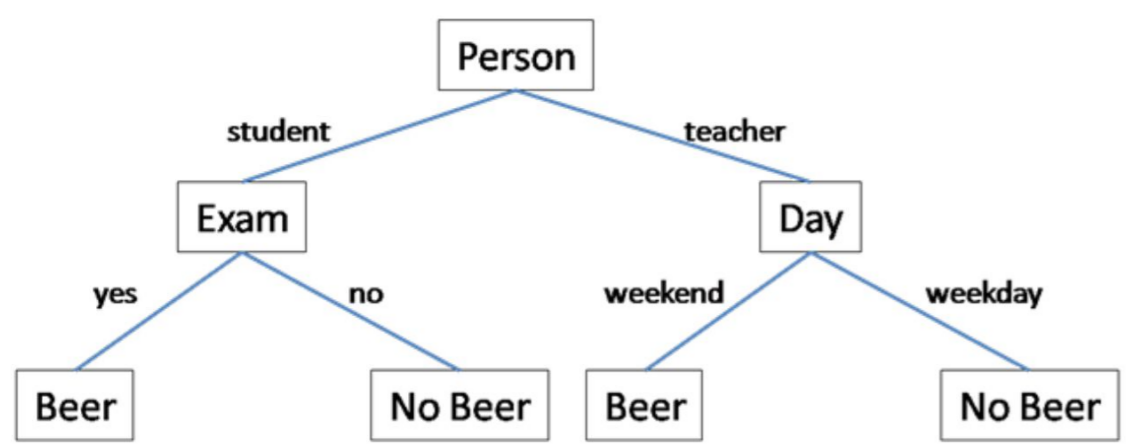 Person
student
teacher
Exam
Day
yes
no
weekend
weekday
Beer
No Beer
Beer
No Beer